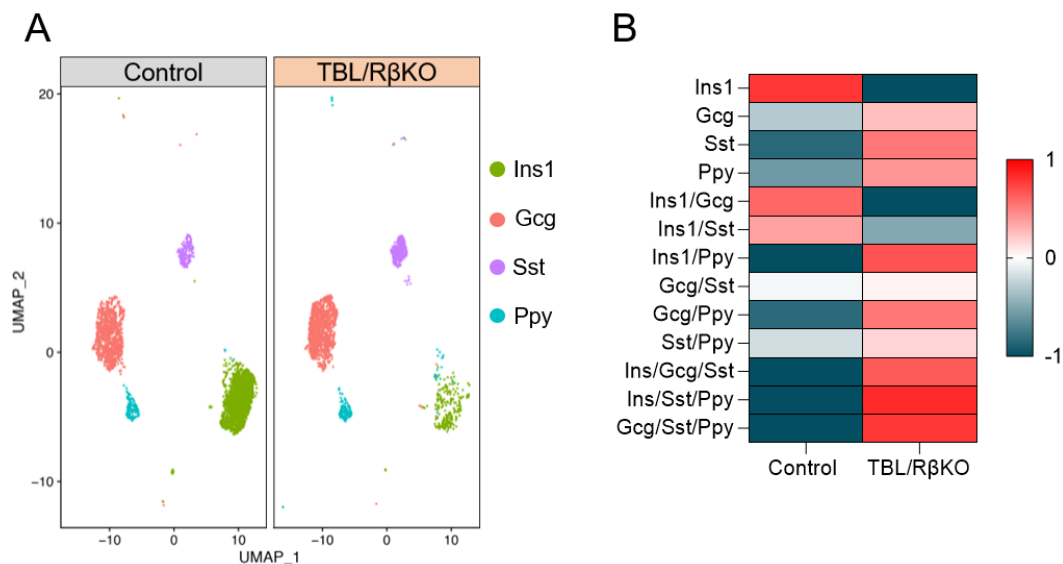 A
Control
TBL/RβKO
20
10
0
−10
UMAP_2
−10
0
10
−10
0
10
UMAP_1
Ins1
Gcg
Sst
Ppy
B
Ins1
Gcg
Sst
Ppy
Ins1/Gcg
Ins1/Sst
Ins1/Ppy
Gcg/Sst
Gcg/Ppy
Sst/Ppy
Ins/Gcg/Sst
Ins/Sst/Ppy
Gcg/Sst/Ppy
Control
TBL/RβKO
1
0
-1